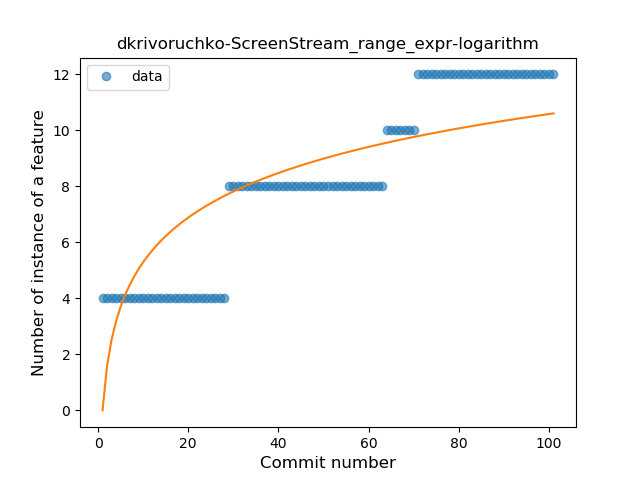 dkrivoruchko-ScreenStream_range_expr-logarithm
data
Number of instance of a feature
12
10
8
6
4
2
0
0 20 40 60 80 100
Commit number